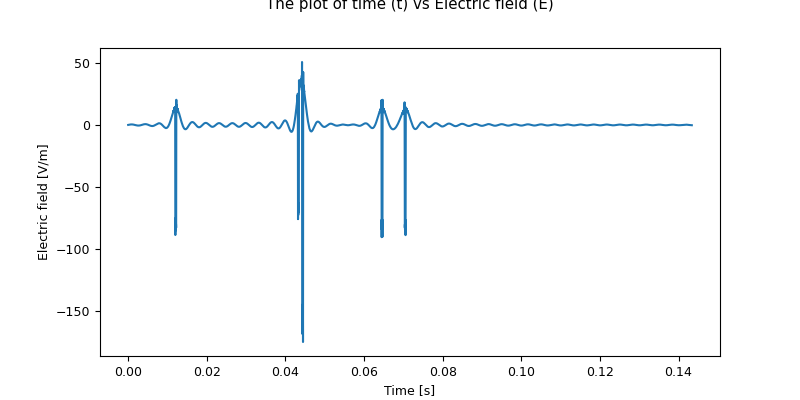 The plot of time (t) vs Electric field (E)
50
0
−50
−100
−150
Electric field [V/m]
0.00 0.02 0.04 0.06 0.08 0.10 0.12 0.14
Time [s]